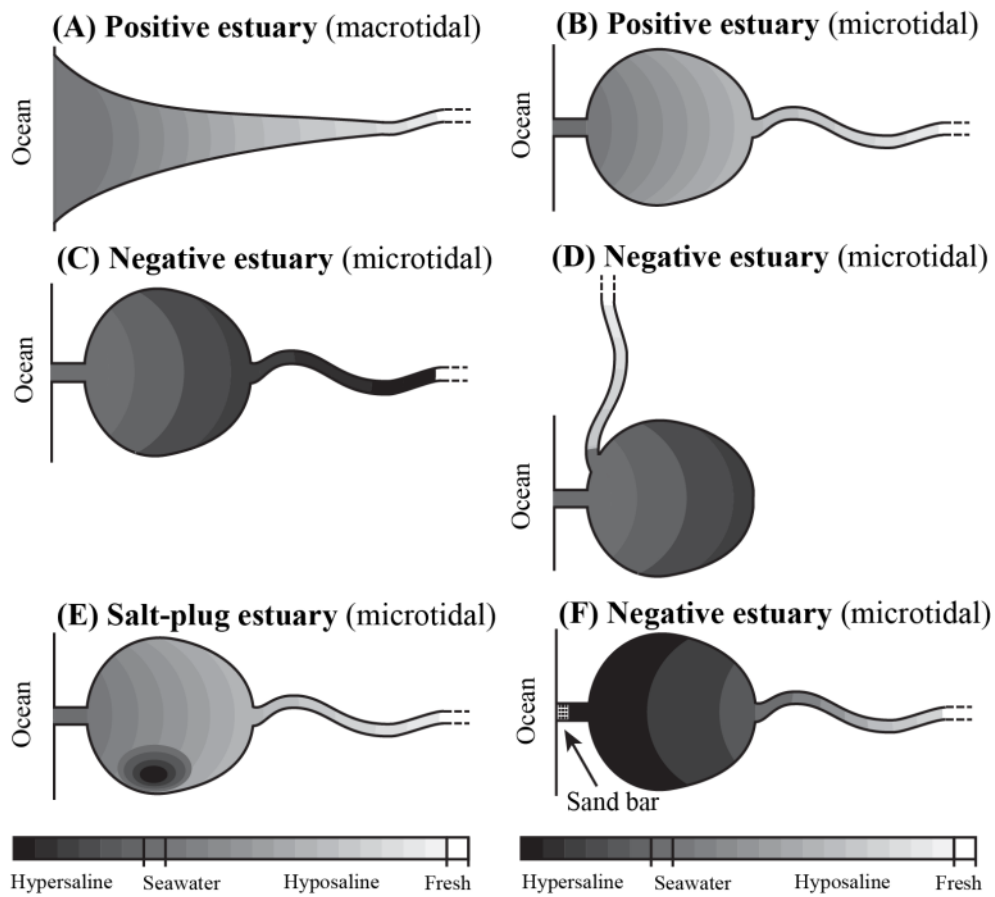 (A) Positive estuary (macrotidal)
Ocean
(B) Positive estuary (microtidal)
Ocean
(C) Negative estuary (microtidal)
Ocean
(D) Negative estuary (microtidal)
Ocean
(E) Salt-plug estuary (microtidal)
Ocean
(F) Negative estuary (microtidal)
Ocean
Sand bar
Hypersaline Seawater Hyposaline Fresh
Hypersaline Seawater Hyposaline Fresh